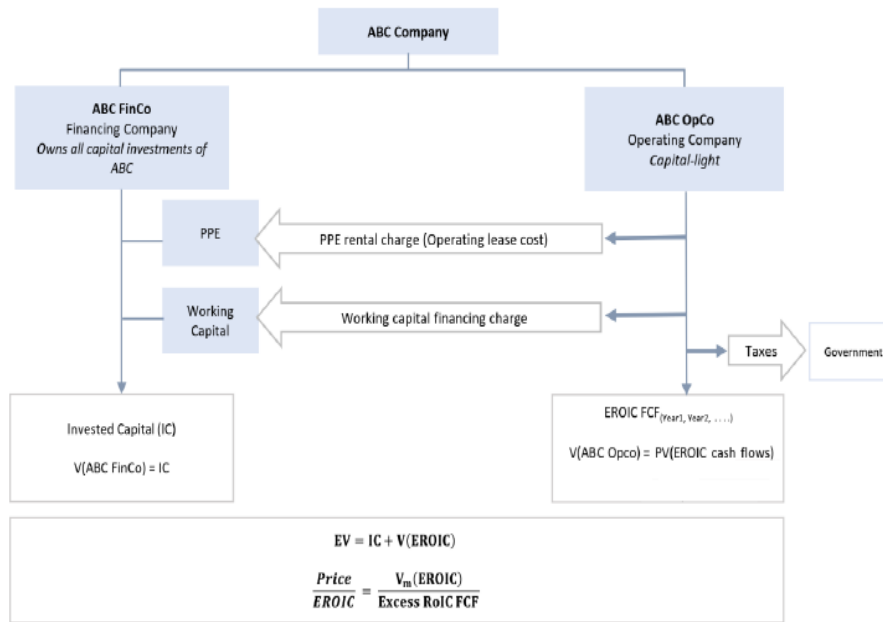 ABC Company
ABC FinCo
Financing Company
Owns all capital investments of
ABC
ABC OpCo
Operating Company
Capital-light
PPE
PPE rental charge (Operating lease cost)
Working
Capital
Working capital financing charge
Taxes
Government
Invested Capital (IC)
V(ABC FinCo) = IC
EROIC FCF(Year1, Year2, . . . .)
V(ABC Opco) = PV(EROIC cash flows)
EV = IC + V(EROIC)
Price/EROIC = Vm(EROIC)/Excess RoIC FCF